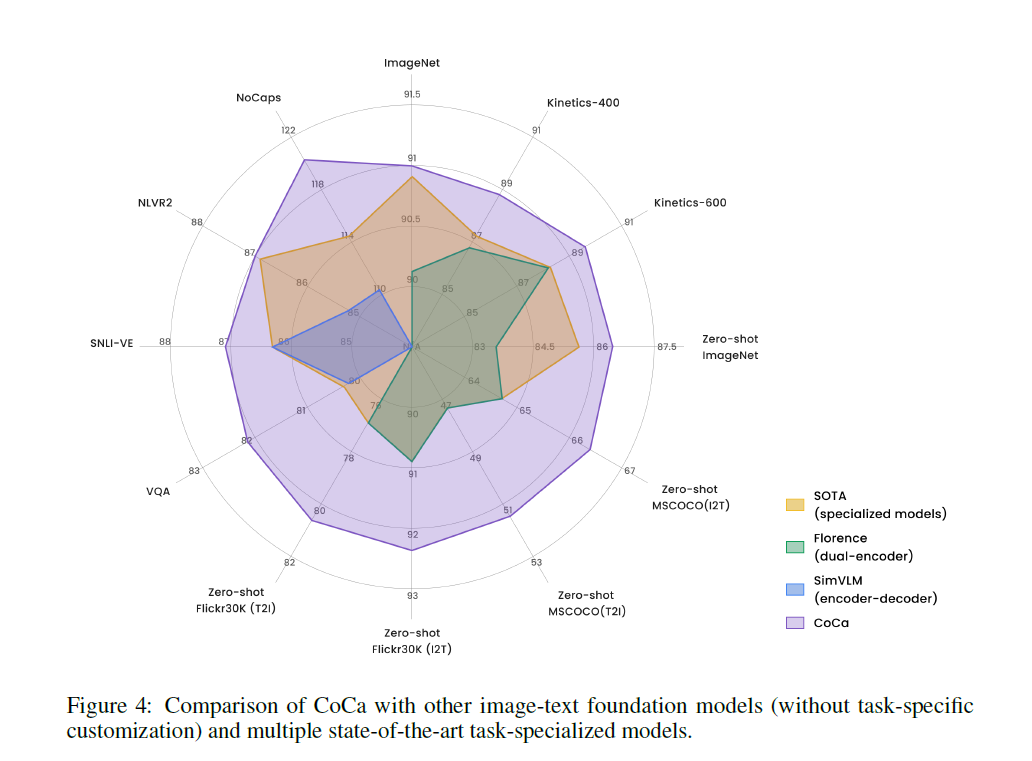 ImageNet
91.5
NoCaps
Kinetics-400
122
91
91
118
89
NLVR2
Kinetics-600
88
91
90.5
114
87
87
89
86
90
87
110
85
85
85
SNLI-VE
88
87
86
85
N/A
83
84.5
86
87.5
Zero-shot
ImageNet
80
64
76
90
47
81
65
82
66
78
91
49
83
67
VQA
Zero-shot
MSCOCO(I2T)
80
92
51
82
53
93
Zero-shot
Flickr30K (T2I)
Zero-shot
MSCOCO(T2I)
Zero-shot
Flickr30K (I2T)
SOTA
(specialized models)
Florence
(dual-encoder)
SimVLM
(encoder-decoder)
CoCa
Figure 4: Comparison of CoCa with other image-text foundation models (without task-specific
customization) and multiple state-of-the-art task-specialized models.